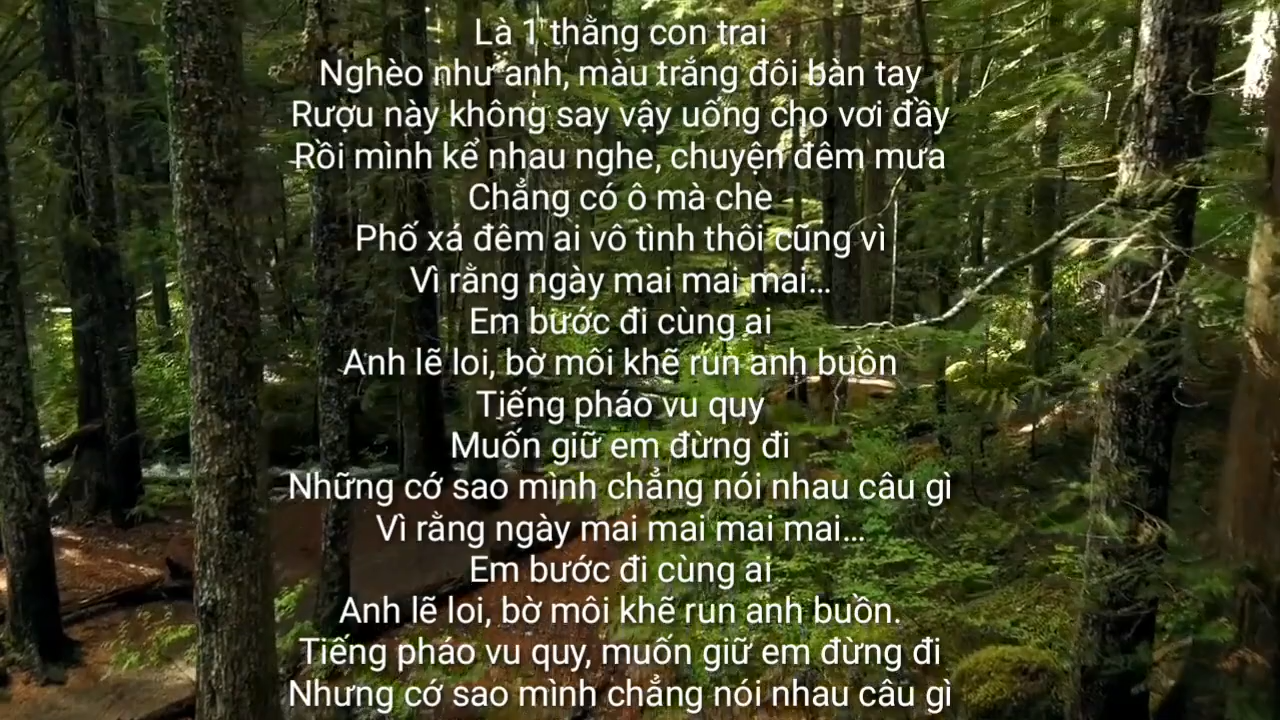 Là 1 thằng con trai
Nghèo như anh, màu trắng đôi bàn tay
Rượu này không say vậy uống cho vơi đầy
Rồi mình kể nhau nghe, chuyện đêm mưa
Chẳng có ô mà che
Phố xá đêm ai vô tình thôi cũng vì
Vì rằng ngày mai mai mai...
Em bước đi cùng ai
Anh lẽ loi, bờ môi khẽ run anh buồn
Tiếng pháo vu quy
Muốn giữ em đừng đi
Những cớ sao mình chẳng nói nhau câu gì
Vì rằng ngày mai mai mai mai...
Em bước đi cùng ai
Anh lẽ loi, bờ môi khẽ run anh buồn.
Tiếng pháo vu quy, muốn giữ em đừng đi
Nhưng cớ sao mình chẳng nói nhau câu gì